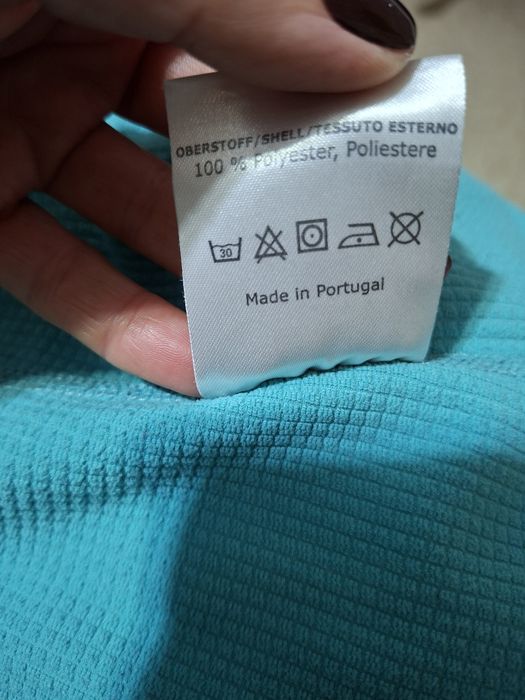 OBERSTOFF/SHELL/TESSUTO ESTERNO
100 % Polyester, Poliestere
30
Made in Portugal